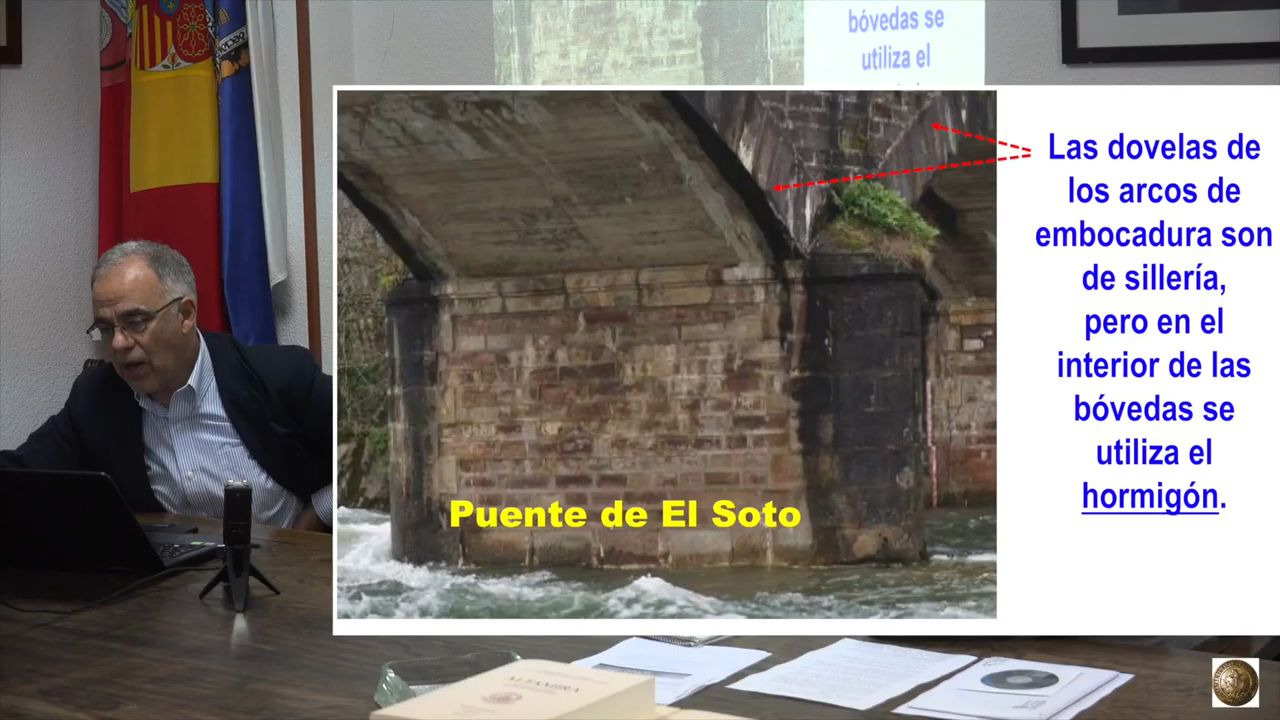 bóvedas se
utiliza el
Las dovelas de
los arcos de
embocadura son
de sillería,
pero en el
interior de las
bóvedas se
utiliza el
hormigón.
Puente de El Soto
ALTAMIRA